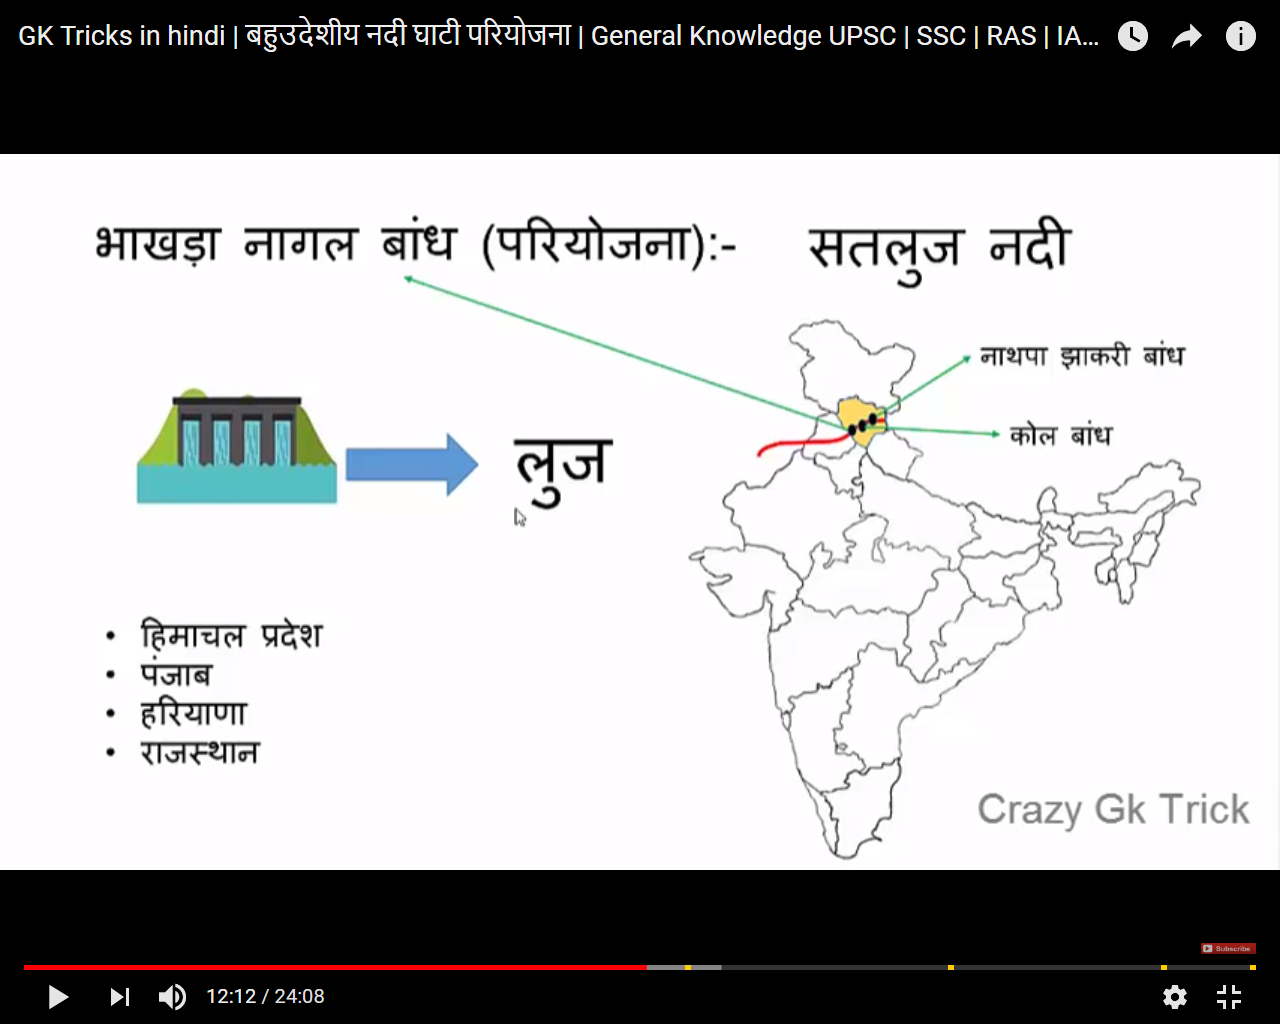 GK Tricks in hindi | बहुउदेशीय नदी घाटी परियोजना | General Knowledge UPSC | SSC | RAS | IA...
भाखड़ा नागल बांध (परियोजना):- सतलुज नदी
नाथपा झाकरी बांध
कोल बांध
लुज
• हिमाचल प्रदेश
• पंजाब
• हरियाणा
• राजस्थान
Crazy Gk Trick
Subscribe
12:12 / 24:08